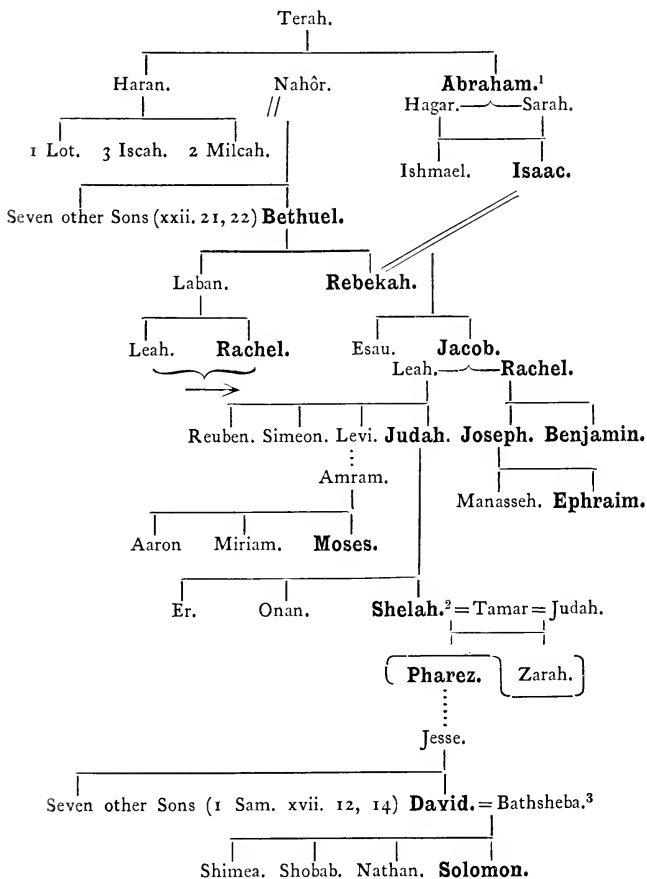 Terah.
Haran. Nahôr. Abraham.¹
Hagar. Sarah.
1 Lot. 3 Iscah. 2 Milcah.
Ishmael. Isaac.
Seven other Sons (xxii. 21, 22) Bethuel.
Laban. Rebekah.
Leah. Rachel. Esau. Jacob.
Leah. Rachel.
Reuben. Simeon. Levi. Judah. Joseph. Benjamin.
Amram.
Manasseh. Ephraim.
Aaron Miriam. Moses.
Er. Onan. Shelah.² = Tamar = Judah.
Pharez. Zarah.
Jesse.
Seven other Sons (1 Sam. xvii. 12, 14) David. = Bathsheba.³
Shimea. Shobab. Nathan. Solomon.